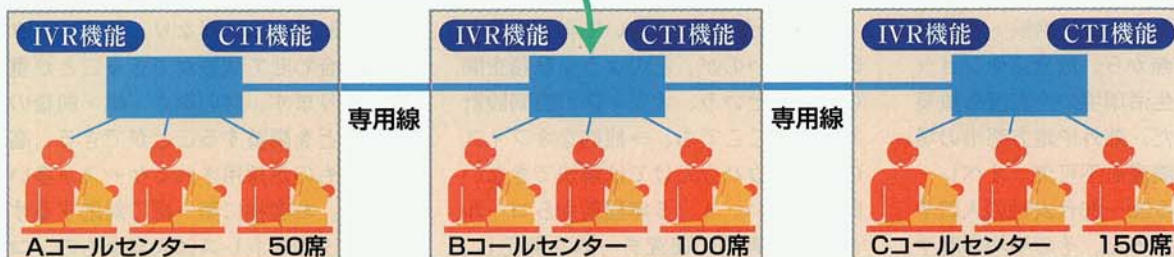 IVR機能 CTI機能
IVR機能 CTI機能
IVR機能 CTI機能
専用線
専用線
Aコールセンター 50席
Bコールセンター 100席
Cコールセンター 150席